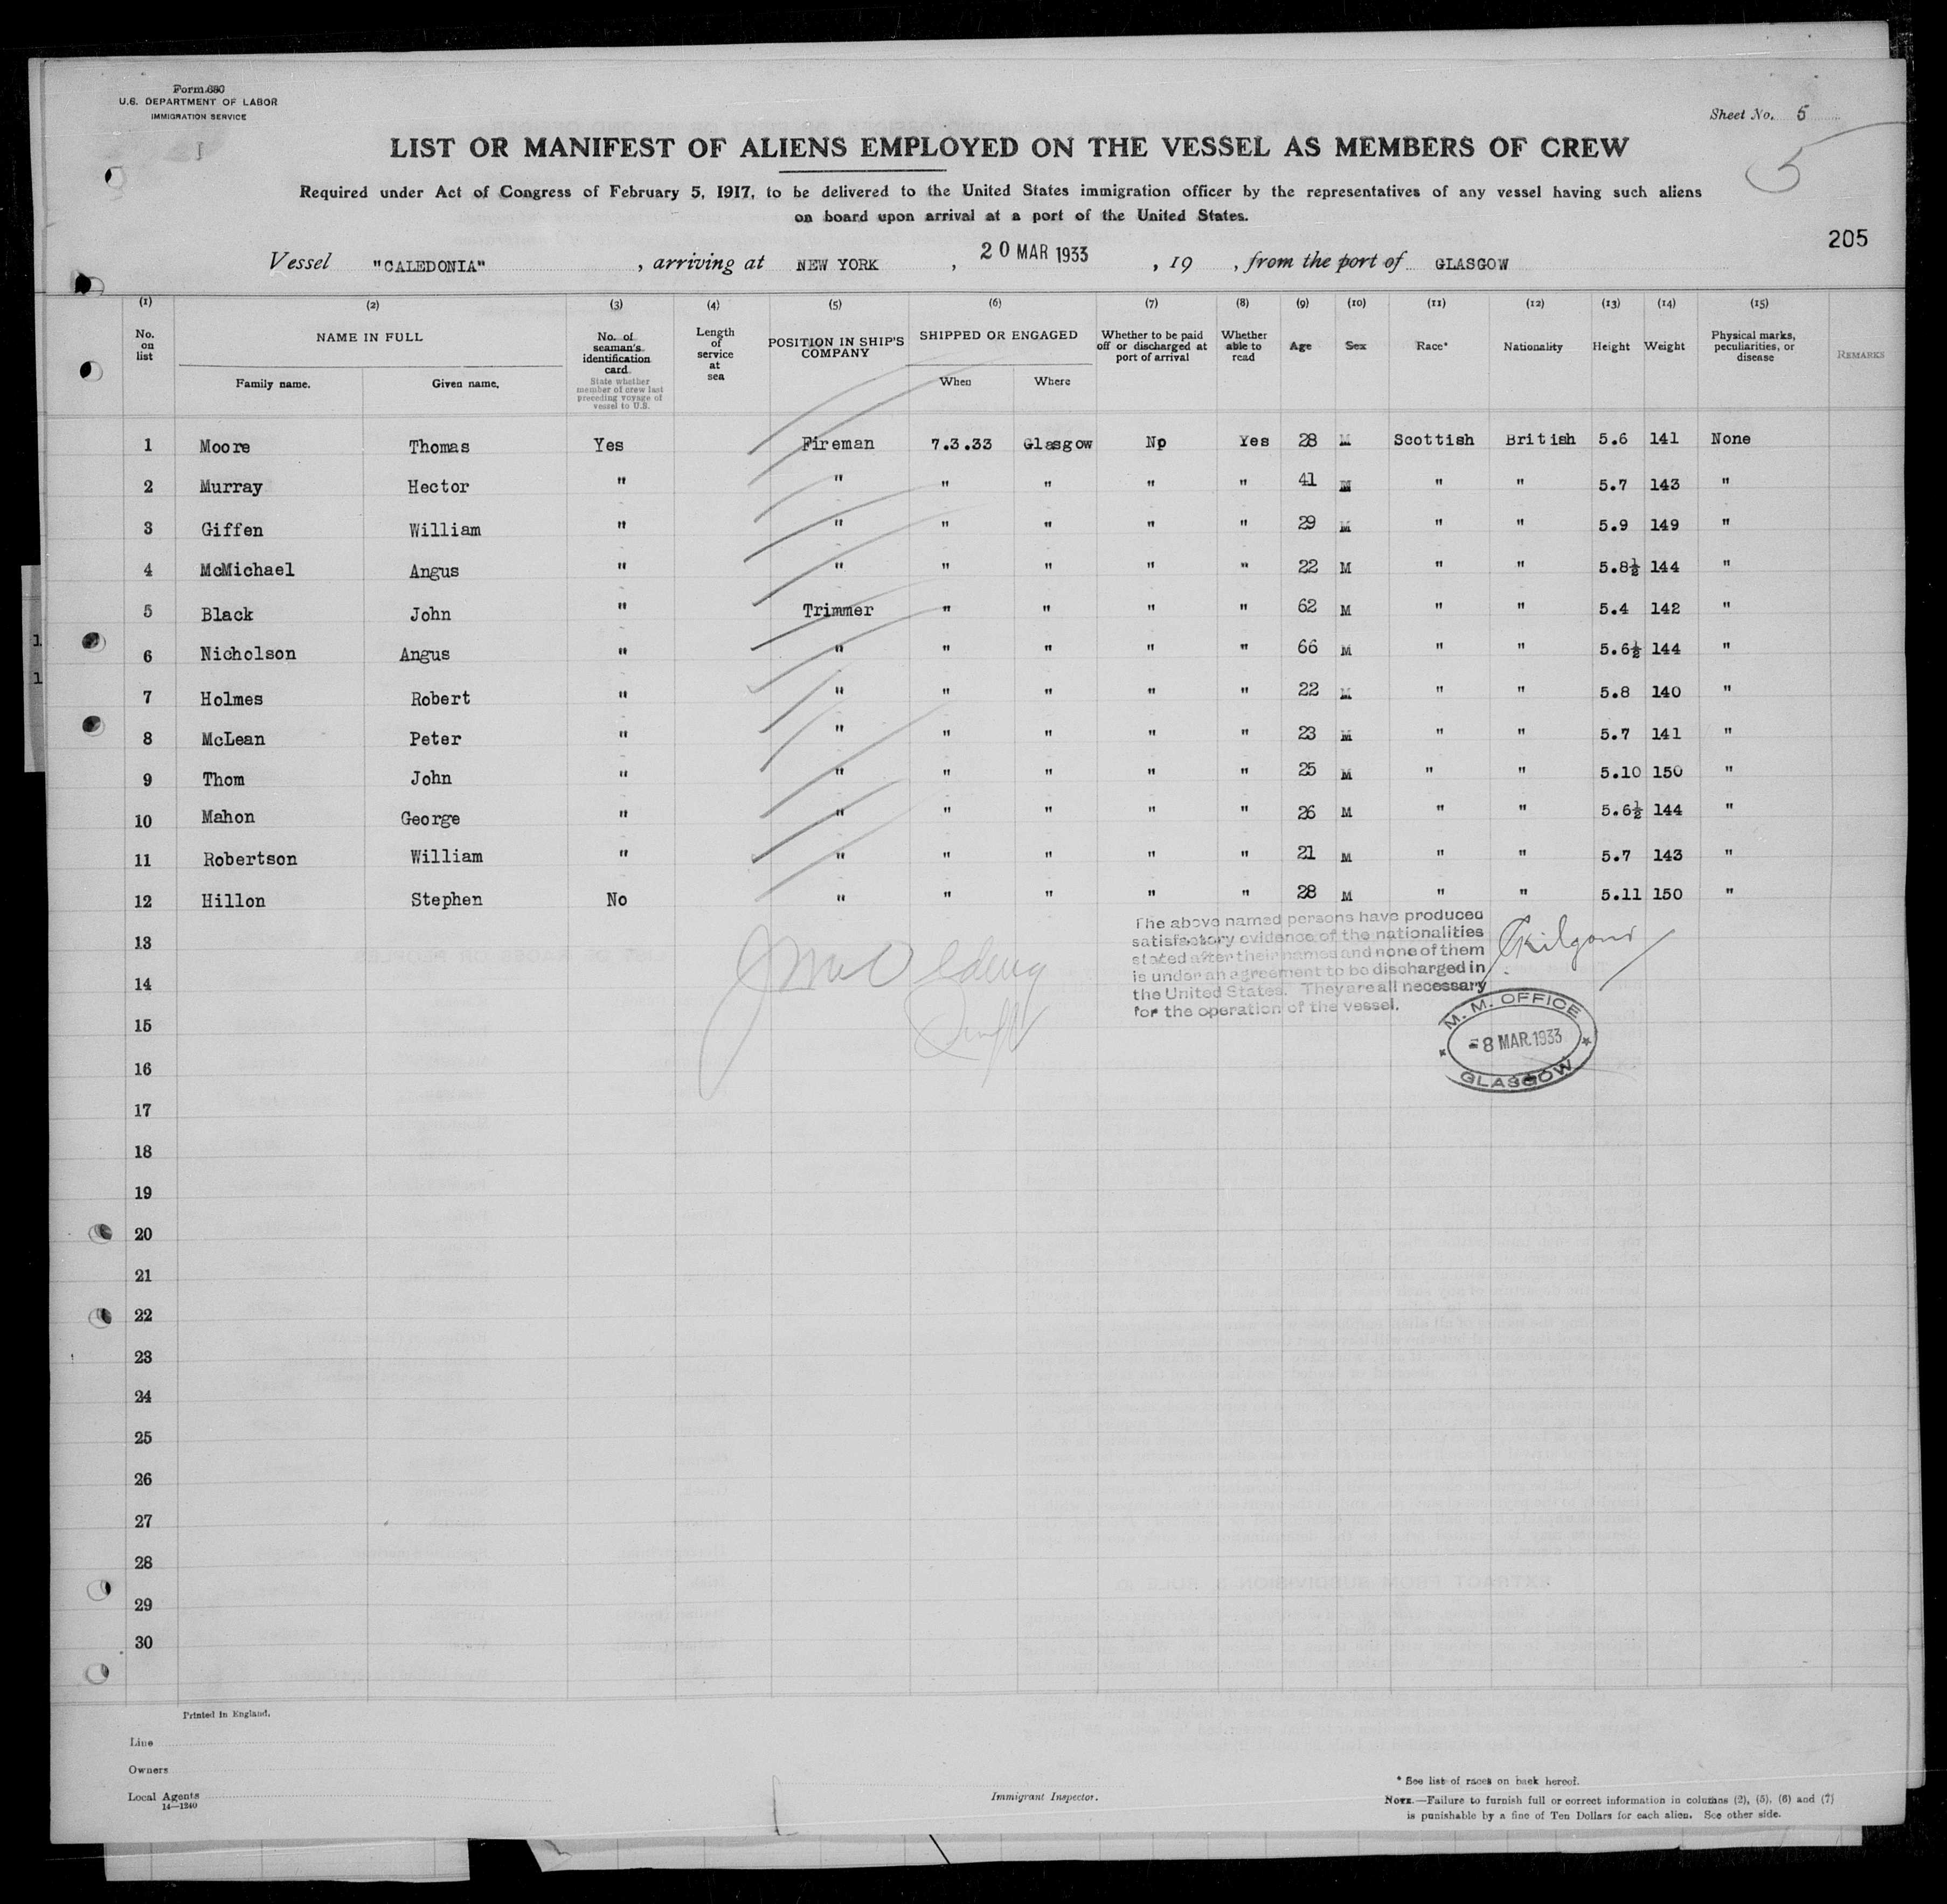 Form 680
U.S. DEPARTMENT OF LABOR
IMMIGRATION SERVICE
Sheet No. 5
LIST OR MANIFEST OF ALIENS EMPLOYED ON THE VESSEL AS MEMBERS OF CREW
5
Required under Act of Congress of February 5, 1917, to be delivered to the United States immigration officer by the representatives of any vessel having such aliens
on board upon arrival at a port of the United States.
205
Vessel "CALEDONIA" , arriving at NEW YORK , 20 MAR 1933 , 19 , from the port of GLASGOW
(1) (2) (3) (4) (5) (6) (7) (8) (9) (10) (11) (12) (13) (14) (15)
No. on list NAME IN FULL Family name. Given name. No. of seaman's identification card. State whether member of crew last preceding voyage of vessel to U.S. Length of service at sea POSITION IN SHIP'S COMPANY SHIPPED OR ENGAGED When Where Whether to be paid off or discharged at port of arrival Whether able to read Age Sex Race* Nationality Height Weight Physical marks, peculiarities, or disease REMARKS
1 Moore Thomas Yes Fireman 7.3.33 Glasgow No Yes 28 M Scottish British 5.6 141 None
2 Murray Hector " " " " " " 41 M " " 5.7 143 "
3 Giffen William " " " " " " 29 M " " 5.9 149 "
4 McMichael Angus " " " " " " 22 M " " 5.8½ 144 "
5 Black John " Trimmer " " " " 62 M " " 5.4 142 "
6 Nicholson Angus " " " " " " 66 M " " 5.6½ 144 "
7 Holmes Robert " " " " " " 22 M " " 5.8 140 "
8 McLean Peter " " " " " " 23 M " " 5.7 141 "
9 Thom John " " " " " " 25 M " " 5.10 150 "
10 Mahon George " " " " " " 26 M " " 5.6½ 144 "
11 Robertson William " " " " " " 21 M " " 5.7 143 "
12 Hillon Stephen No " " " " " 28 M " " 5.11 150 "
The above named persons have produced
satisfactory evidence of the nationalities
stated after their names and none of them
is under an agreement to be discharged in
the United States. They are all necessary
for the operation of the vessel.
Kilgour
M. M. OFFICE
-8 MAR. 1933
GLASGOW
13
14
15
16
17
18
19
20
21
22
23
24
25
26
27
28
29
30
Printed in England.
Line
Owners
Local Agents
14—1240
Immigrant Inspector.
* See list of races on back hereof.
NOTE.—Failure to furnish full or correct information in columns (2), (5), (6) and (7)
is punishable by a fine of Ten Dollars for each alien. See other side.